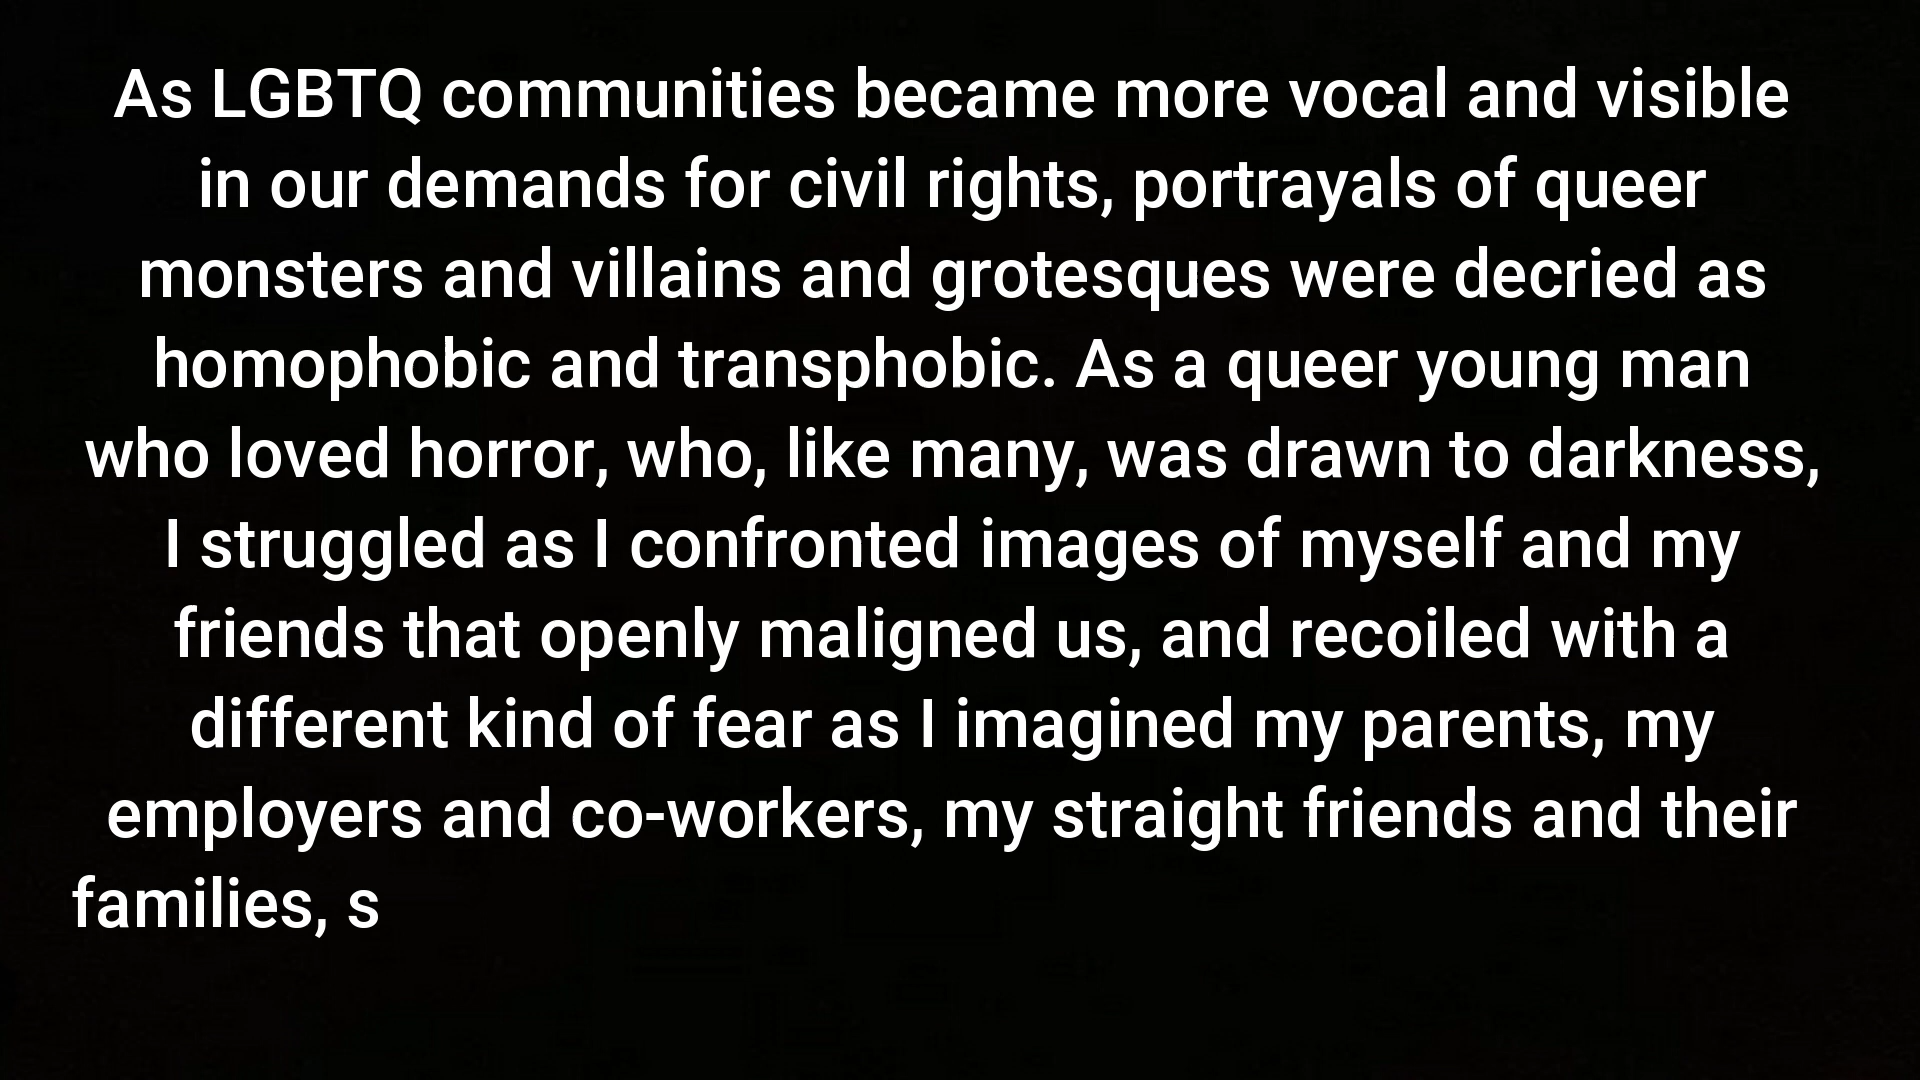 As LGBTQ communities became more vocal and visible
in our demands for civil rights, portrayals of queer
monsters and villains and grotesques were decried as
homophobic and transphobic. As a queer young man
who loved horror, who, like many, was drawn to darkness,
I struggled as I confronted images of myself and my
friends that openly maligned us, and recoiled with a
different kind of fear as I imagined my parents, my
employers and co-workers, my straight friends and their
families, s